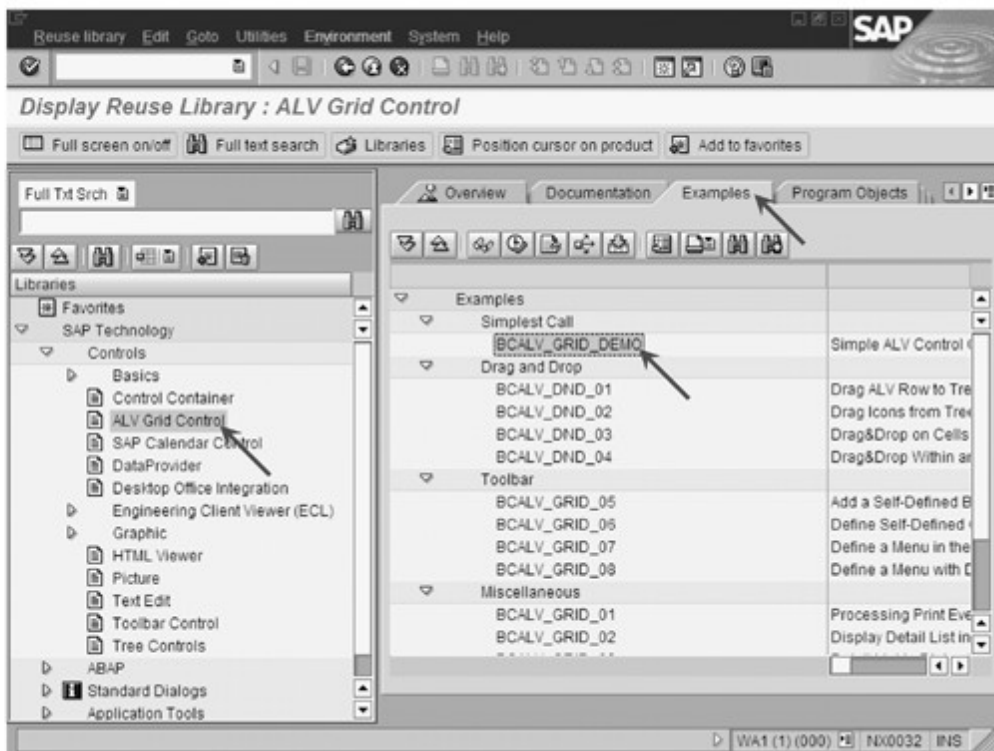 Reuse library Edit Goto Utilities Environment System Help
SAP
Display Reuse Library : ALV Grid Control
Full screen on/off Full text search Libraries Position cursor on product Add to favorites
Full Txt Srch
Overview Documentation Examples Program Objects
Libraries
Favorites
SAP Technology
Controls
Basics
Control Container
ALV Grid Control
SAP Calendar Control
DataProvider
Desktop Office Integration
Engineering Client Viewer (ECL)
Graphic
HTML Viewer
Picture
Text Edit
Toolbar Control
Tree Controls
ABAP
Standard Dialogs
Application Tools
Examples
Simplest Call
BCALV_GRID_DEMO Simple ALV Control
Drag and Drop
BCALV_DND_01 Drag ALV Row to Tre
BCALV_DND_02 Drag Icons from Tree
BCALV_DND_03 Drag&Drop on Cells
BCALV_DND_04 Drag&Drop Within an
Toolbar
BCALV_GRID_05 Add a Self-Defined B
BCALV_GRID_06 Define Self-Defined
BCALV_GRID_07 Define a Menu in the
BCALV_GRID_08 Define a Menu with D
Miscellaneous
BCALV_GRID_01 Processing Print Eve
BCALV_GRID_02 Display Detail List in
WA1 (1) (000) NX0032 INS